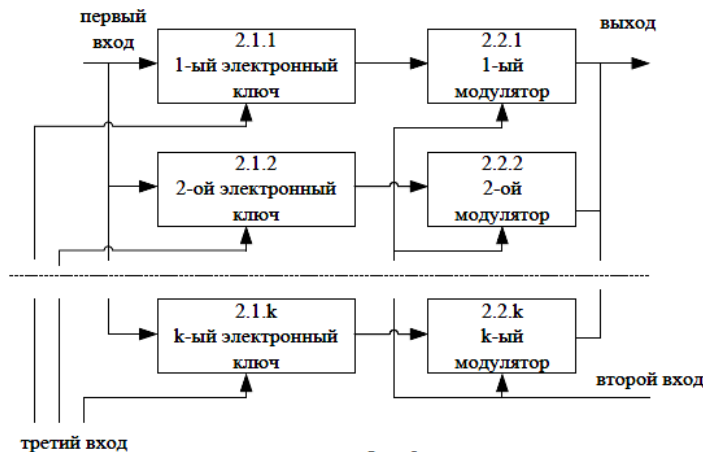 первый
вход
2.1.1
1-ый электронный
ключ
2.2.1
1-ый
модулятор
выход
2.1.2
2-ой электронный
ключ
2.2.2
2-ой
модулятор
2.1.k
k-ый электронный
ключ
2.2.k
k-ый
модулятор
второй вход
третий вход